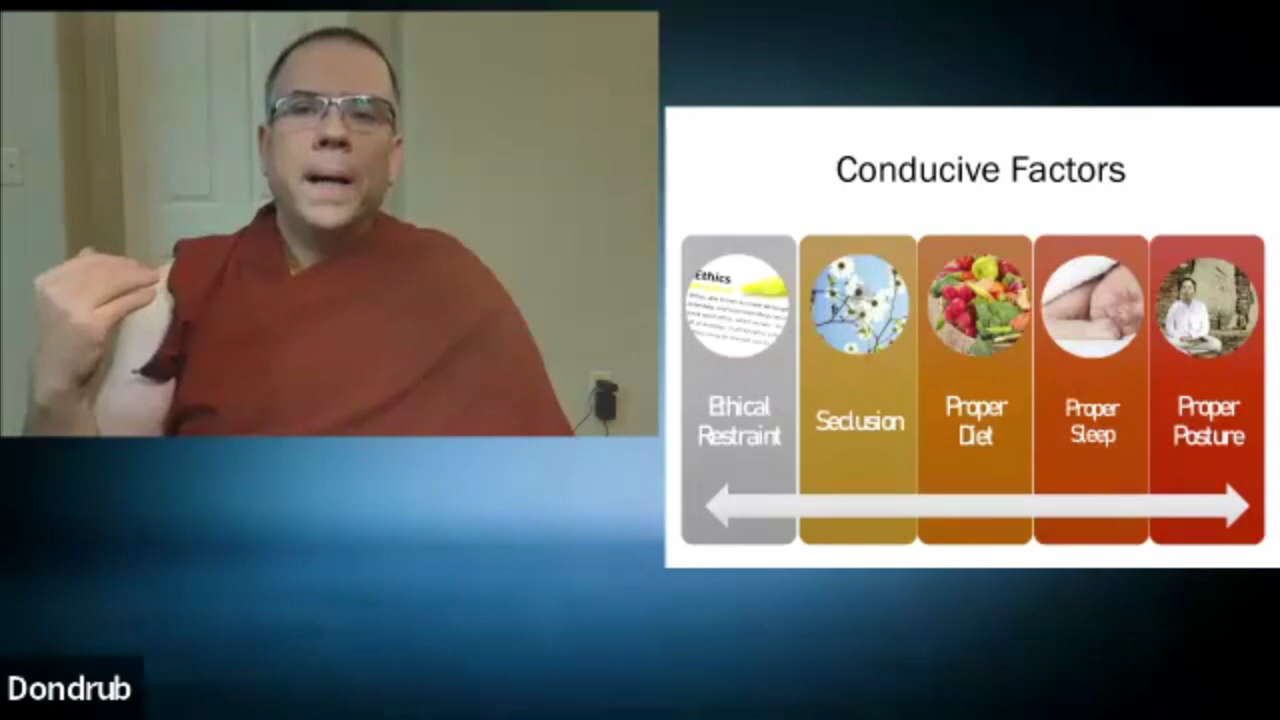 Conducive Factors
Ethics
Ethical
Restraint
Seclusion
Proper
Diet
Proper
Sleep
Proper
Posture
Dondrub